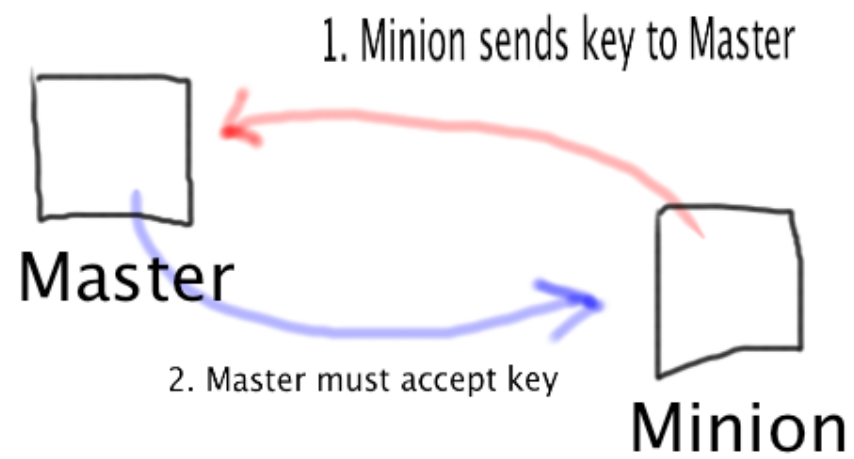 1. Minion sends key to Master
Master
2. Master must accept key
Minion